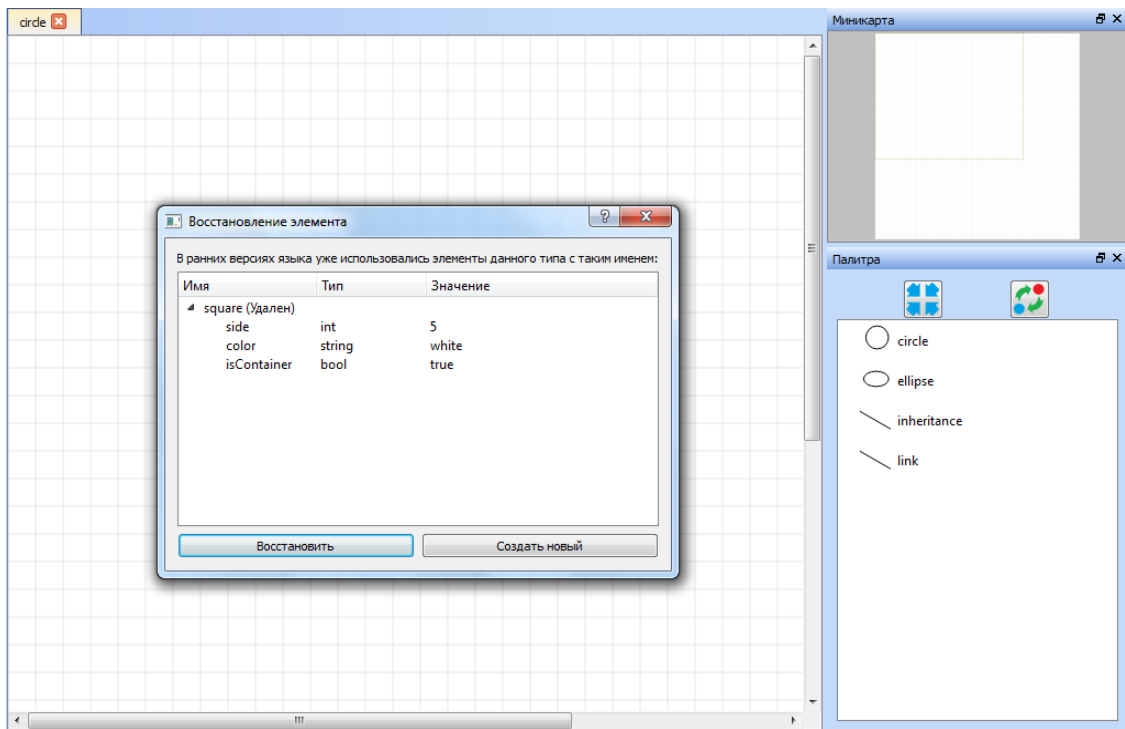 circle
Миникарта
Восстановление элемента
В ранних версиях языка уже использовались элементы данного типа с таким именем:
Имя Тип Значение
square (Удален)
side int 5
color string white
isContainer bool true
Восстановить Создать новый
Палитра
circle
ellipse
inheritance
link